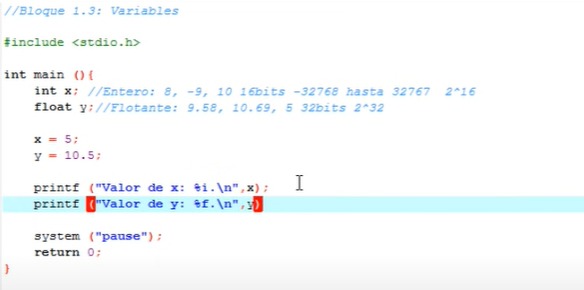 //Bloque 1.3: Variables
#include <stdio.h>
int main (){
int x; //Entero: 8, -9, 10 16bits -32768 hasta 32767 2^16
float y;//Flotante: 9.58, 10.69, 5 32bits 2^32
x = 5;
y = 10.5;
printf ("Valor de x: %i.\n",x);
printf ("Valor de y: %f.\n",y)
system ("pause");
return 0;
}